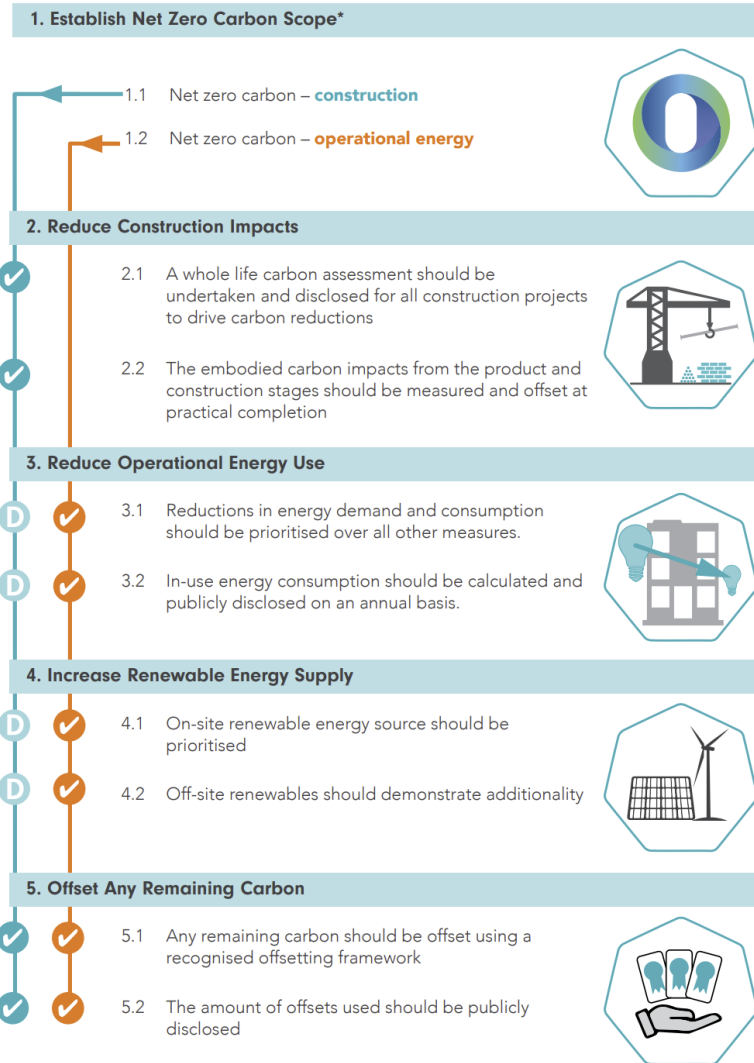 1. Establish Net Zero Carbon Scope*
1.1 Net zero carbon – construction
1.2 Net zero carbon – operational energy
2. Reduce Construction Impacts
2.1 A whole life carbon assessment should be
undertaken and disclosed for all construction projects
to drive carbon reductions
2.2 The embodied carbon impacts from the product and
construction stages should be measured and offset at
practical completion
3. Reduce Operational Energy Use
D 3.1 Reductions in energy demand and consumption
should be prioritised over all other measures.
D 3.2 In-use energy consumption should be calculated and
publicly disclosed on an annual basis.
4. Increase Renewable Energy Supply
D 4.1 On-site renewable energy source should be
prioritised
D 4.2 Off-site renewables should demonstrate additionality
5. Offset Any Remaining Carbon
5.1 Any remaining carbon should be offset using a
recognised offsetting framework
5.2 The amount of offsets used should be publicly
disclosed